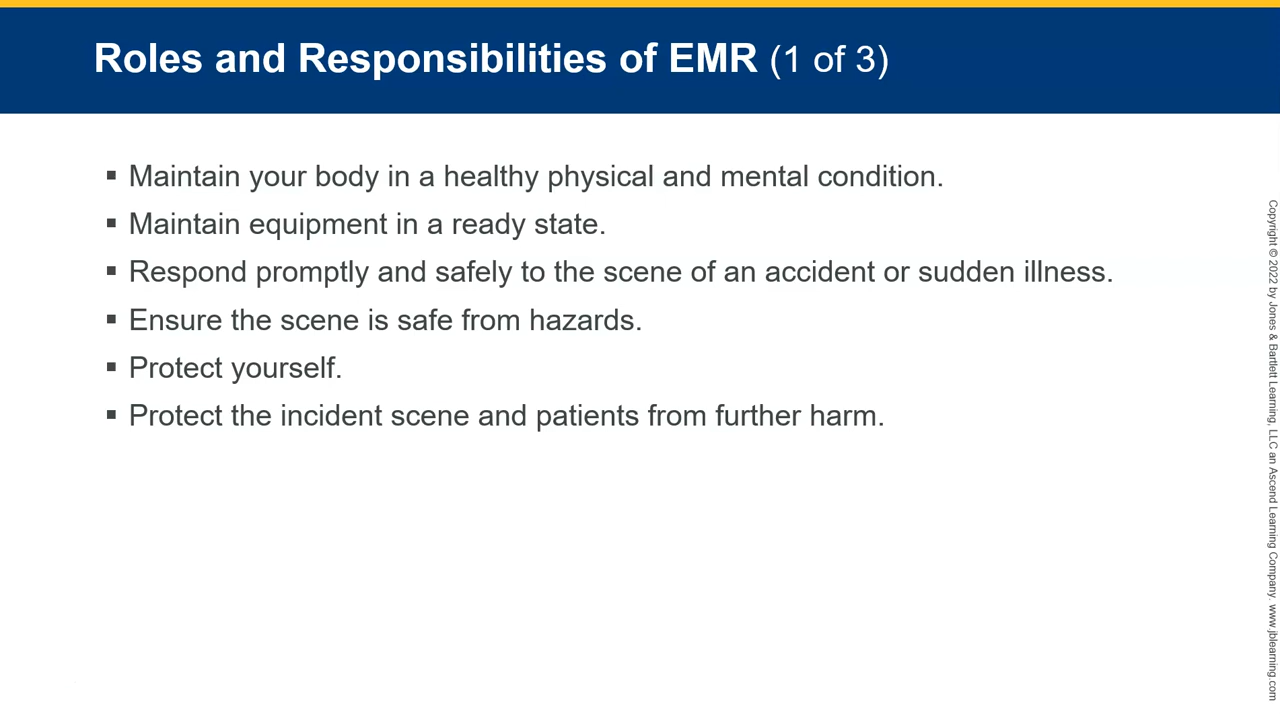 Roles and Responsibilities of EMR (1 of 3)
▪ Maintain your body in a healthy physical and mental condition.
▪ Maintain equipment in a ready state.
▪ Respond promptly and safely to the scene of an accident or sudden illness.
▪ Ensure the scene is safe from hazards.
▪ Protect yourself.
▪ Protect the incident scene and patients from further harm.
Copyright © 2022 by Jones & Bartlett Learning, LLC an Ascend Learning Company. www.jblearning.com